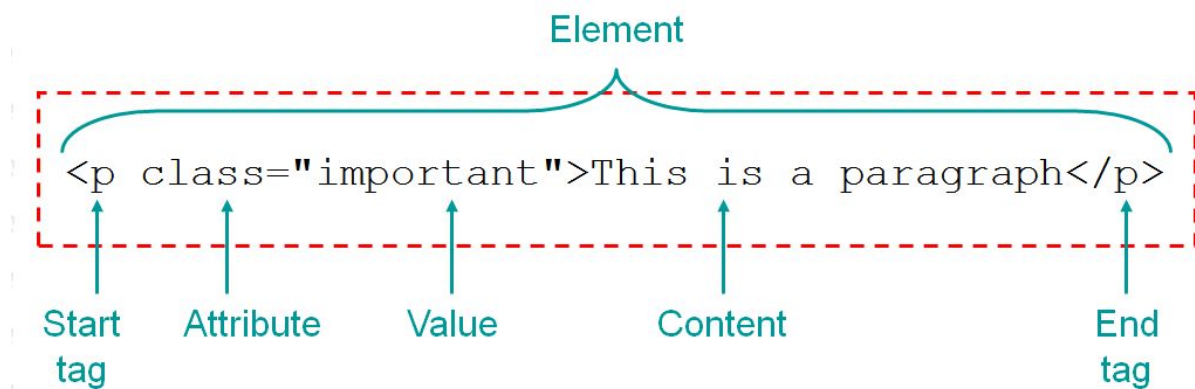 Element
<p class="important">This is a paragraph</p>
Start tag
Attribute
Value
Content
End tag